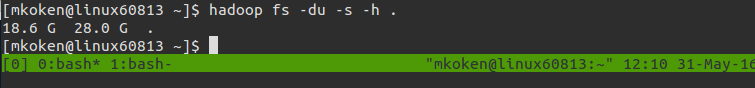 [mkoken@linux60813 ~]$ hadoop fs -du -s -h .
18.6 G  28.0 G  .
[mkoken@linux60813 ~]$
[0] 0:bash* 1:bash-                    "mkoken@linux60813:~" 12:10 31-May-16